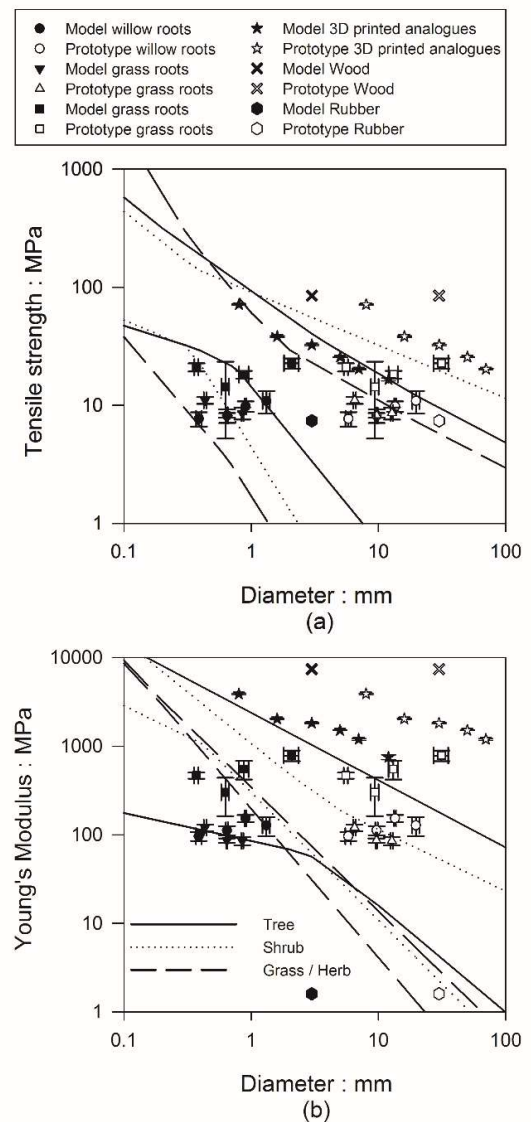 Model willow roots
Prototype willow roots
Model grass roots
Prototype grass roots
Model grass roots
Prototype grass roots
Model 3D printed analogues
Prototype 3D printed analogues
Model Wood
Prototype Wood
Model Rubber
Prototype Rubber
1000
100
10
1
Tensile strength : MPa
0.1 1 10 100
Diameter : mm
(a)
10000
1000
100
10
1
Young's Modulus : MPa
Tree
Shrub
Grass / Herb
0.1 1 10 100
Diameter : mm
(b)